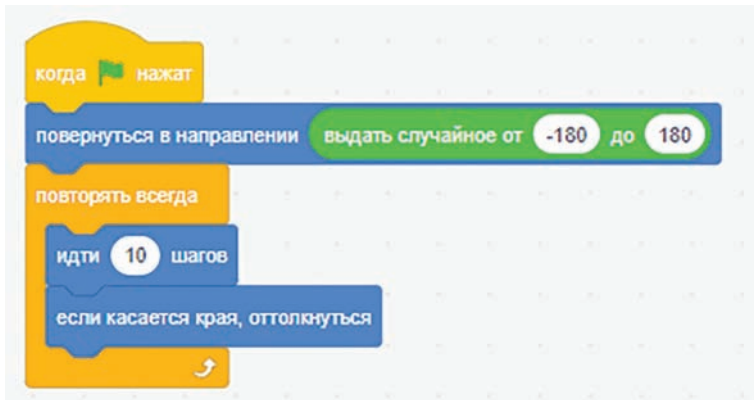 когда нажат
повернуться в направлении выдать случайное от -180 до 180
повторять всегда
идти 10 шагов
если касается края, оттолкнуться